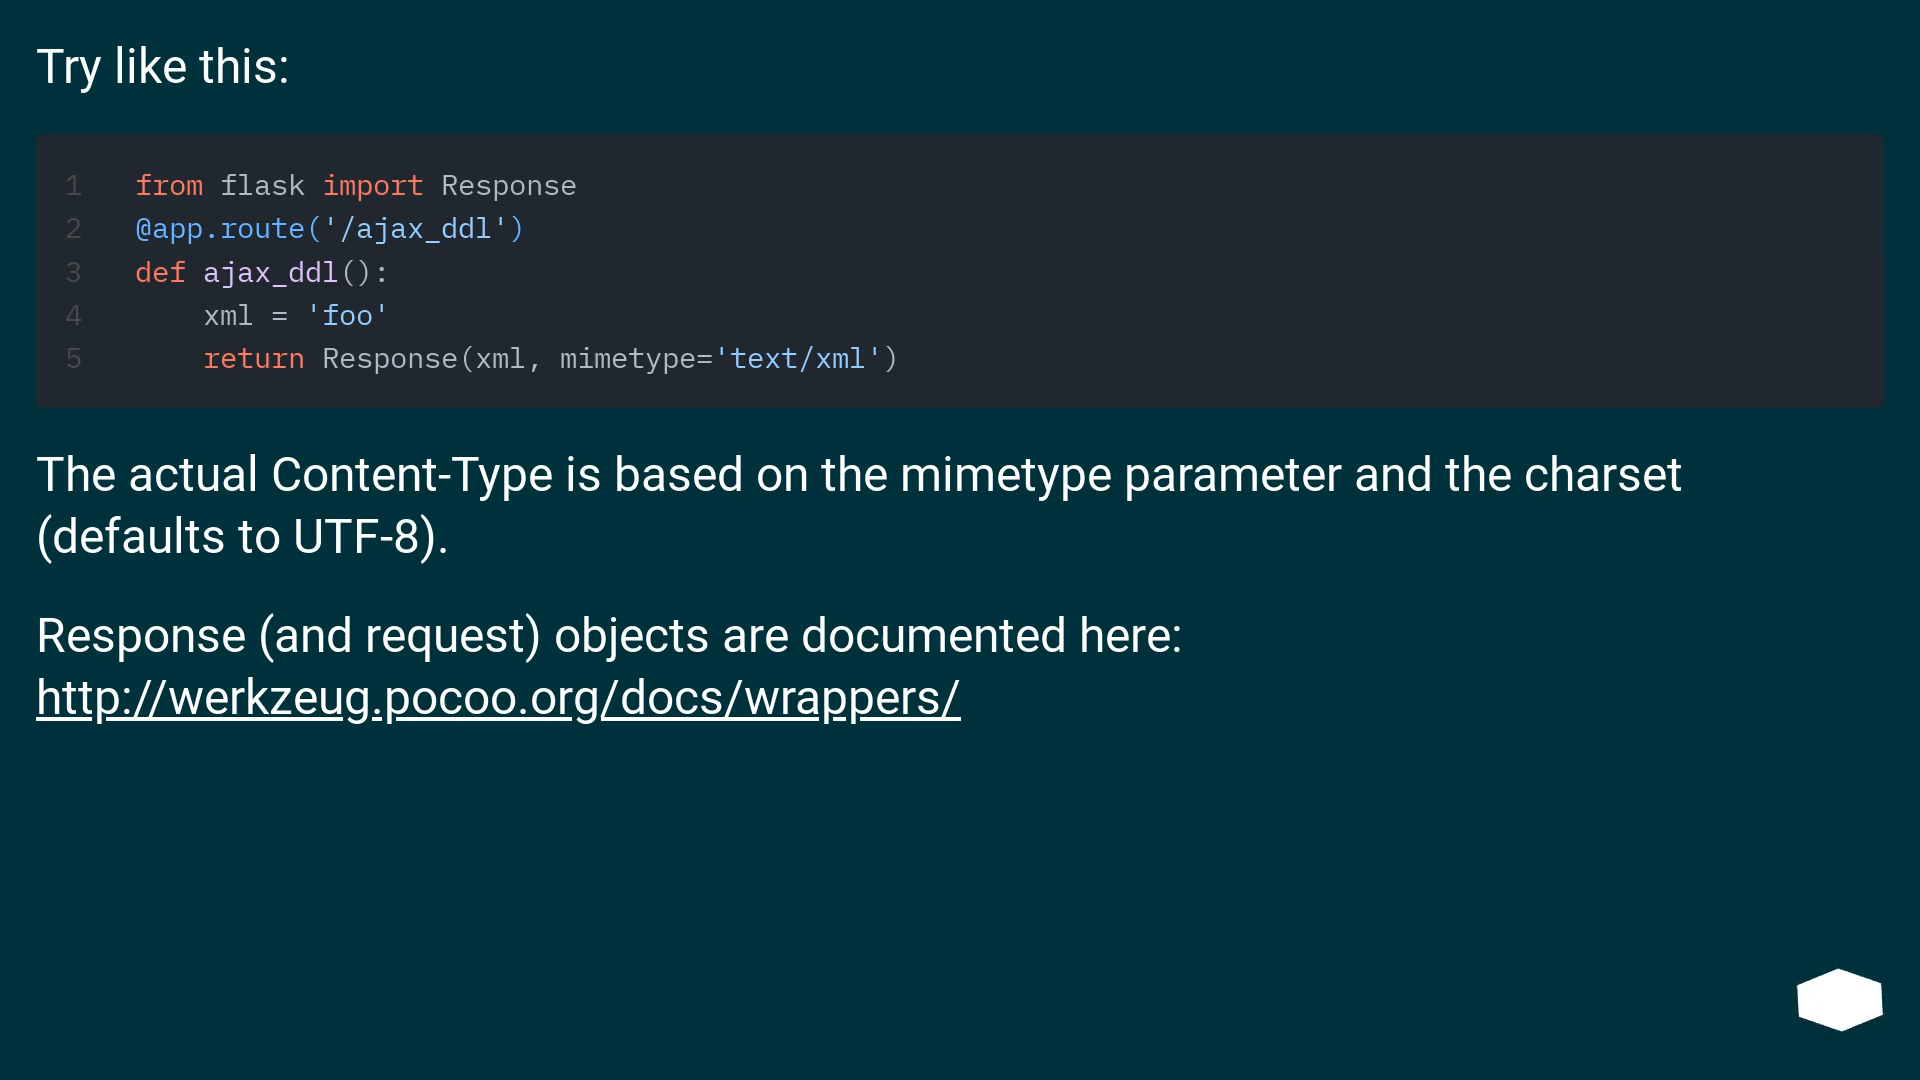 Try like this:
1 from flask import Response
2 @app.route('/ajax_ddl')
3 def ajax_ddl():
4     xml = 'foo'
5     return Response(xml, mimetype='text/xml')
The actual Content-Type is based on the mimetype parameter and the charset
(defaults to UTF-8).
Response (and request) objects are documented here:
http://werkzeug.pocoo.org/docs/wrappers/